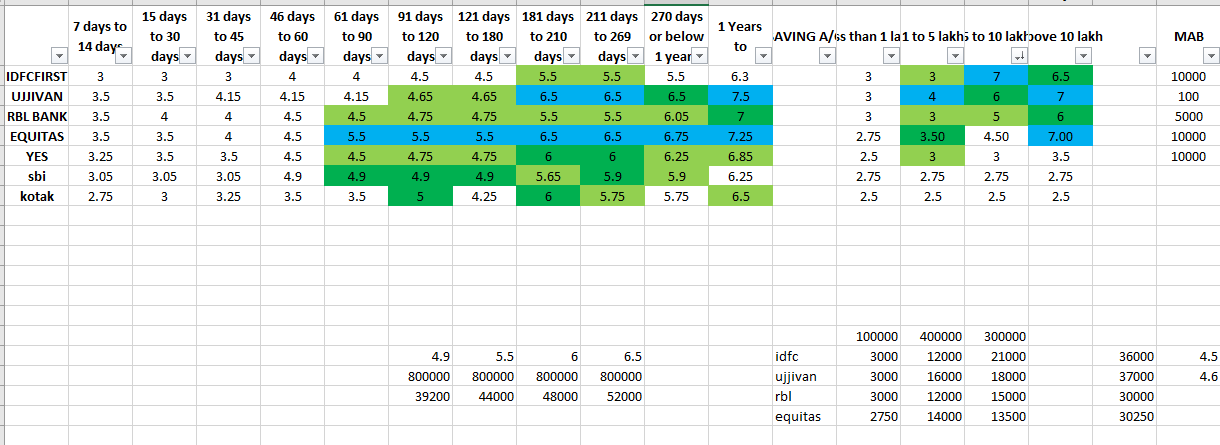 7 days to 14 days 15 days to 30 days 31 days to 45 days 46 days to 60 days 61 days to 90 days 91 days to 120 days 121 days to 180 days 181 days to 210 days 211 days to 269 days 270 days or below 1 year 1 Years to AVING A/ ss than 1 la 1 to 5 lakh 5 to 10 lakh bove 10 lakh MAB
IDFCFIRST 3 3 3 4 4 4.5 4.5 5.5 5.5 5.5 6.3 3 3 7 6.5 10000
UJJIVAN 3.5 3.5 4.15 4.15 4.15 4.65 4.65 6.5 6.5 6.5 7.5 3 4 6 7 100
RBL BANK 3.5 4 4 4.5 4.5 4.75 4.75 5.5 5.5 6.05 7 3 3 5 6 5000
EQUITAS 3.5 3.5 4 4.5 5.5 5.5 5.5 6.5 6.5 6.75 7.25 2.75 3.50 4.50 7.00 10000
YES 3.25 3.5 3.5 4.5 4.5 4.75 4.75 6 6 6.25 6.85 2.5 3 3 3.5 10000
sbi 3.05 3.05 3.05 4.9 4.9 4.9 4.9 5.65 5.9 5.9 6.25 2.75 2.75 2.75 2.75
kotak 2.75 3 3.25 3.5 3.5 5 4.25 6 5.75 5.75 6.5 2.5 2.5 2.5 2.5
100000 400000 300000
4.9 5.5 6 6.5 idfc 3000 12000 21000 36000 4.5
800000 800000 800000 800000 ujjivan 3000 16000 18000 37000 4.6
39200 44000 48000 52000 rbl 3000 12000 15000 30000
equitas 2750 14000 13500 30250